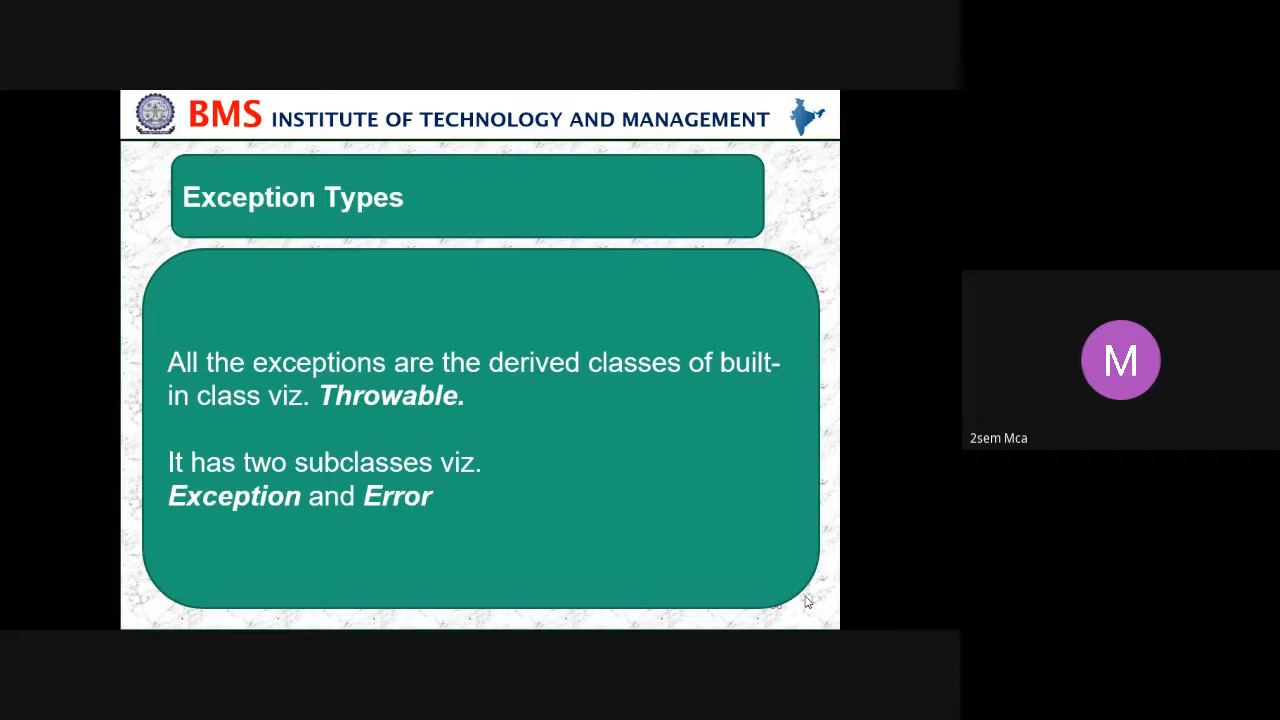 BMS INSTITUTE OF TECHNOLOGY AND MANAGEMENT
Exception Types
All the exceptions are the derived classes of built-
in class viz. Throwable.
It has two subclasses viz.
Exception and Error
M
2sem Mca